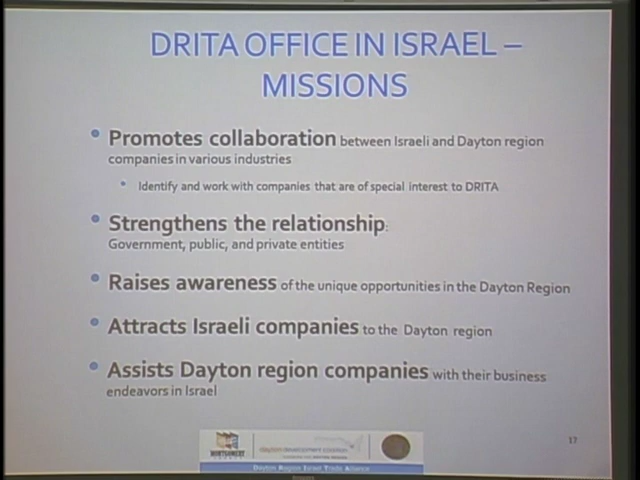 DRITA OFFICE IN ISRAEL –
MISSIONS
• Promotes collaboration between Israeli and Dayton region
companies in various industries
• Identify and work with companies that are of special interest to DRITA
• Strengthens the relationship:
Government, public, and private entities
• Raises awareness of the unique opportunities in the Dayton Region
• Attracts Israeli companies to the Dayton region
• Assists Dayton region companies with their business
endeavors in Israel
MONTGOMERY
dayton development coalition
Dayton Region Israel Trade Alliance
17